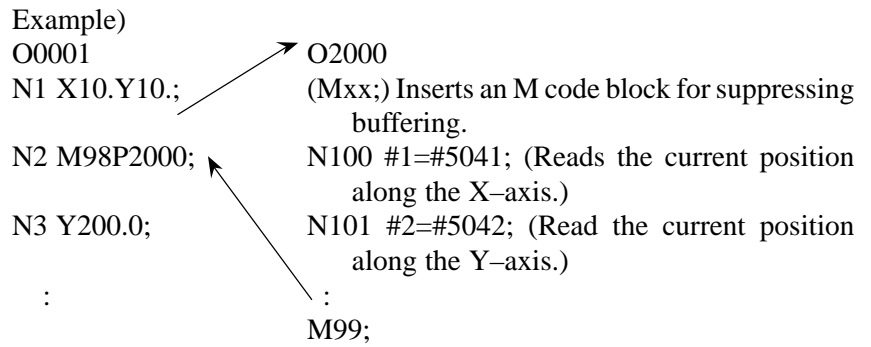 Example)
O0001 O2000
N1 X10.Y10.; (Mxx;) Inserts an M code block for suppressing
buffering.
N2 M98P2000; N100 #1=#5041; (Reads the current position
along the X–axis.)
N3 Y200.0; N101 #2=#5042; (Read the current position
along the Y–axis.)
: :
M99;